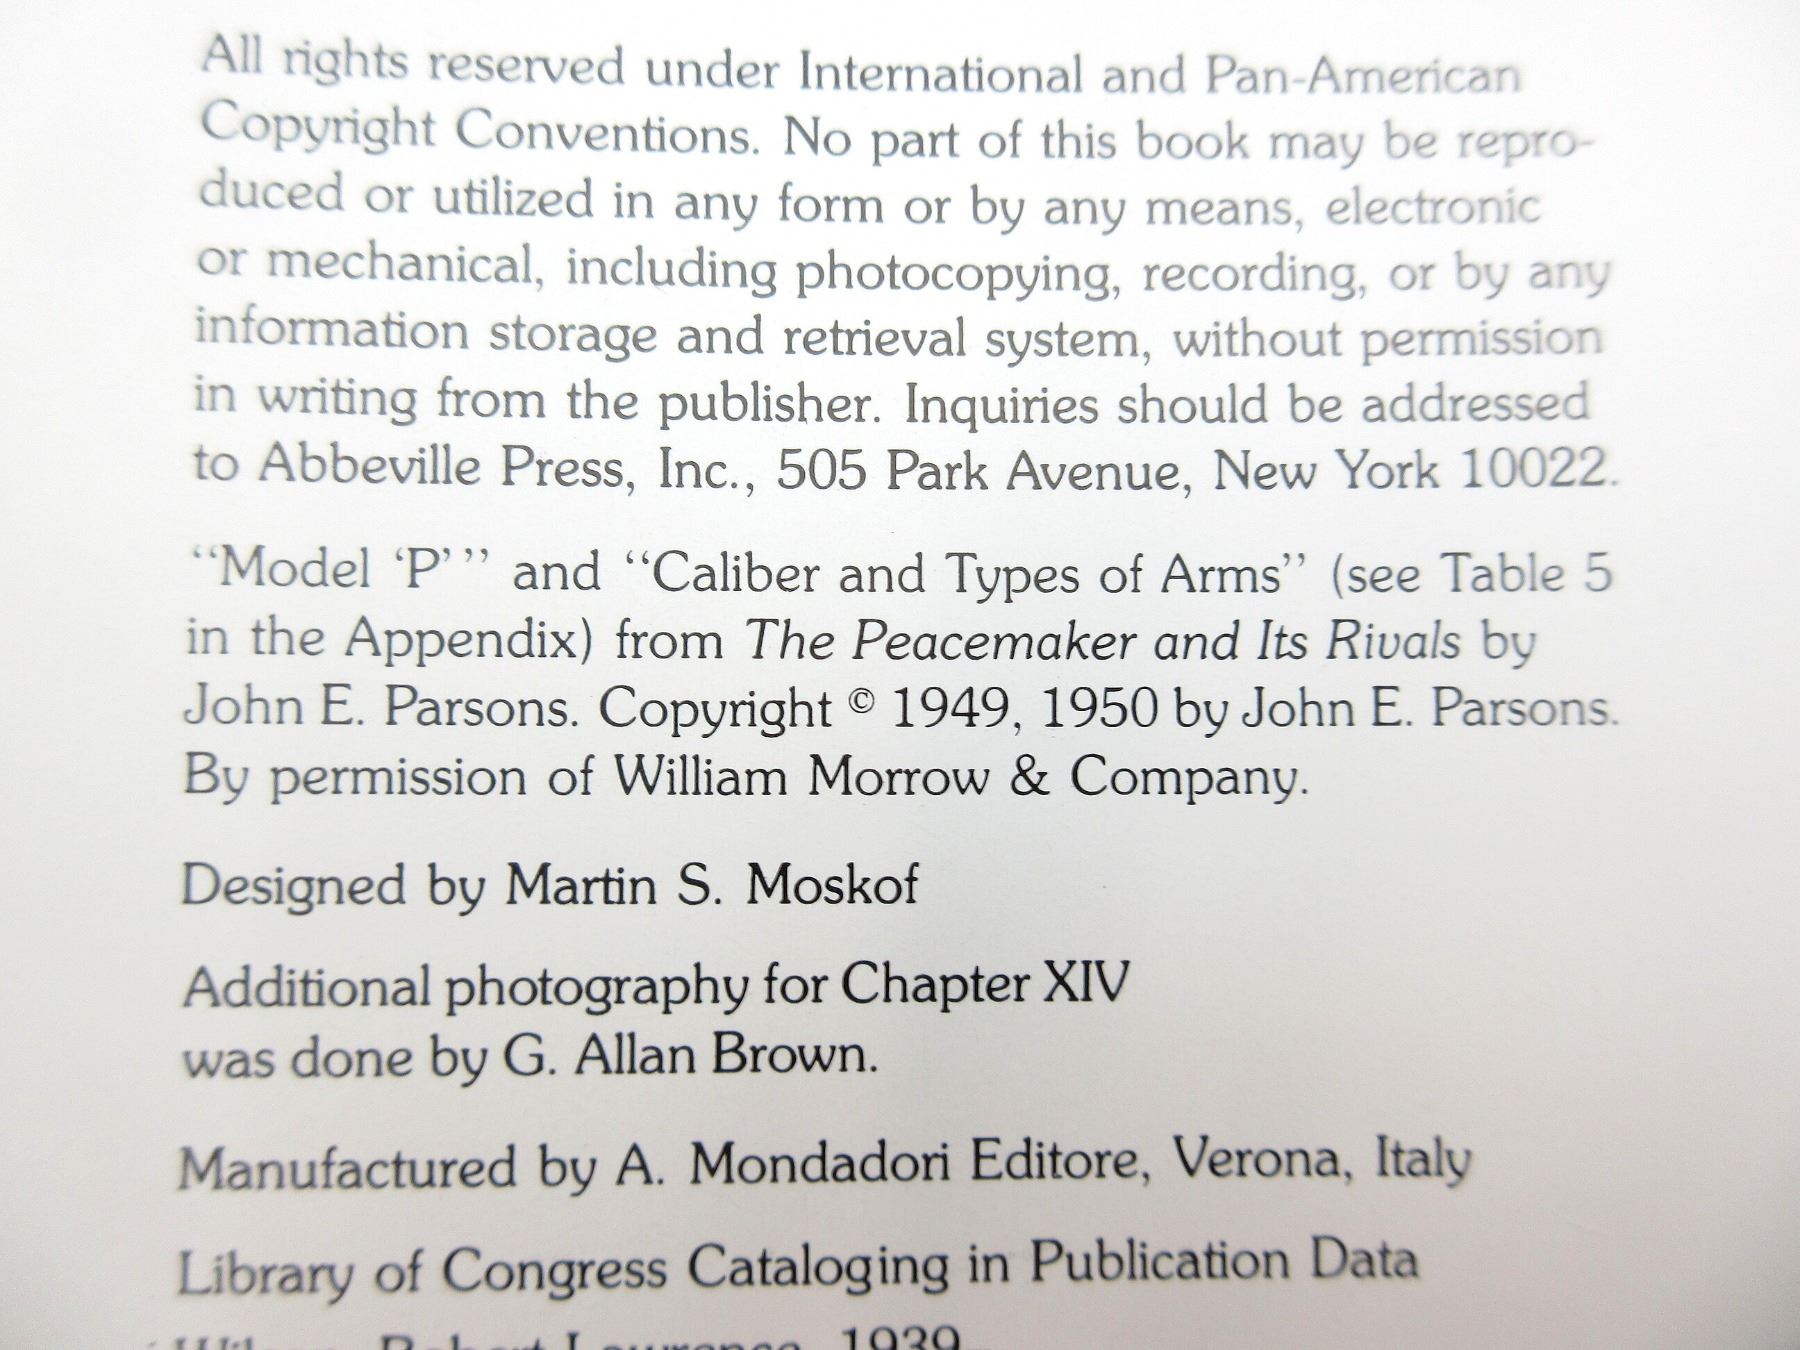 All rights reserved under International and Pan-American
Copyright Conventions. No part of this book may be repro-
duced or utilized in any form or by any means, electronic
or mechanical, including photocopying, recording, or by any
information storage and retrieval system, without permission
in writing from the publisher. Inquiries should be addressed
to Abbeville Press, Inc., 505 Park Avenue, New York 10022.
“Model ‘P’ ” and “Caliber and Types of Arms” (see Table 5
in the Appendix) from The Peacemaker and Its Rivals by
John E. Parsons. Copyright © 1949, 1950 by John E. Parsons.
By permission of William Morrow & Company.
Designed by Martin S. Moskof
Additional photography for Chapter XIV
was done by G. Allan Brown.
Manufactured by A. Mondadori Editore, Verona, Italy
Library of Congress Cataloging in Publication Data
Robert Lawrence, 1939–